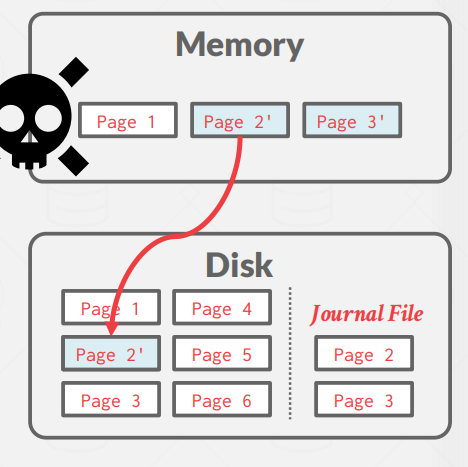 Memory
Page 1 Page 2' Page 3'
Disk
Page 1 Page 4
Journal File
Page 2' Page 5 Page 2
Page 3 Page 6 Page 3